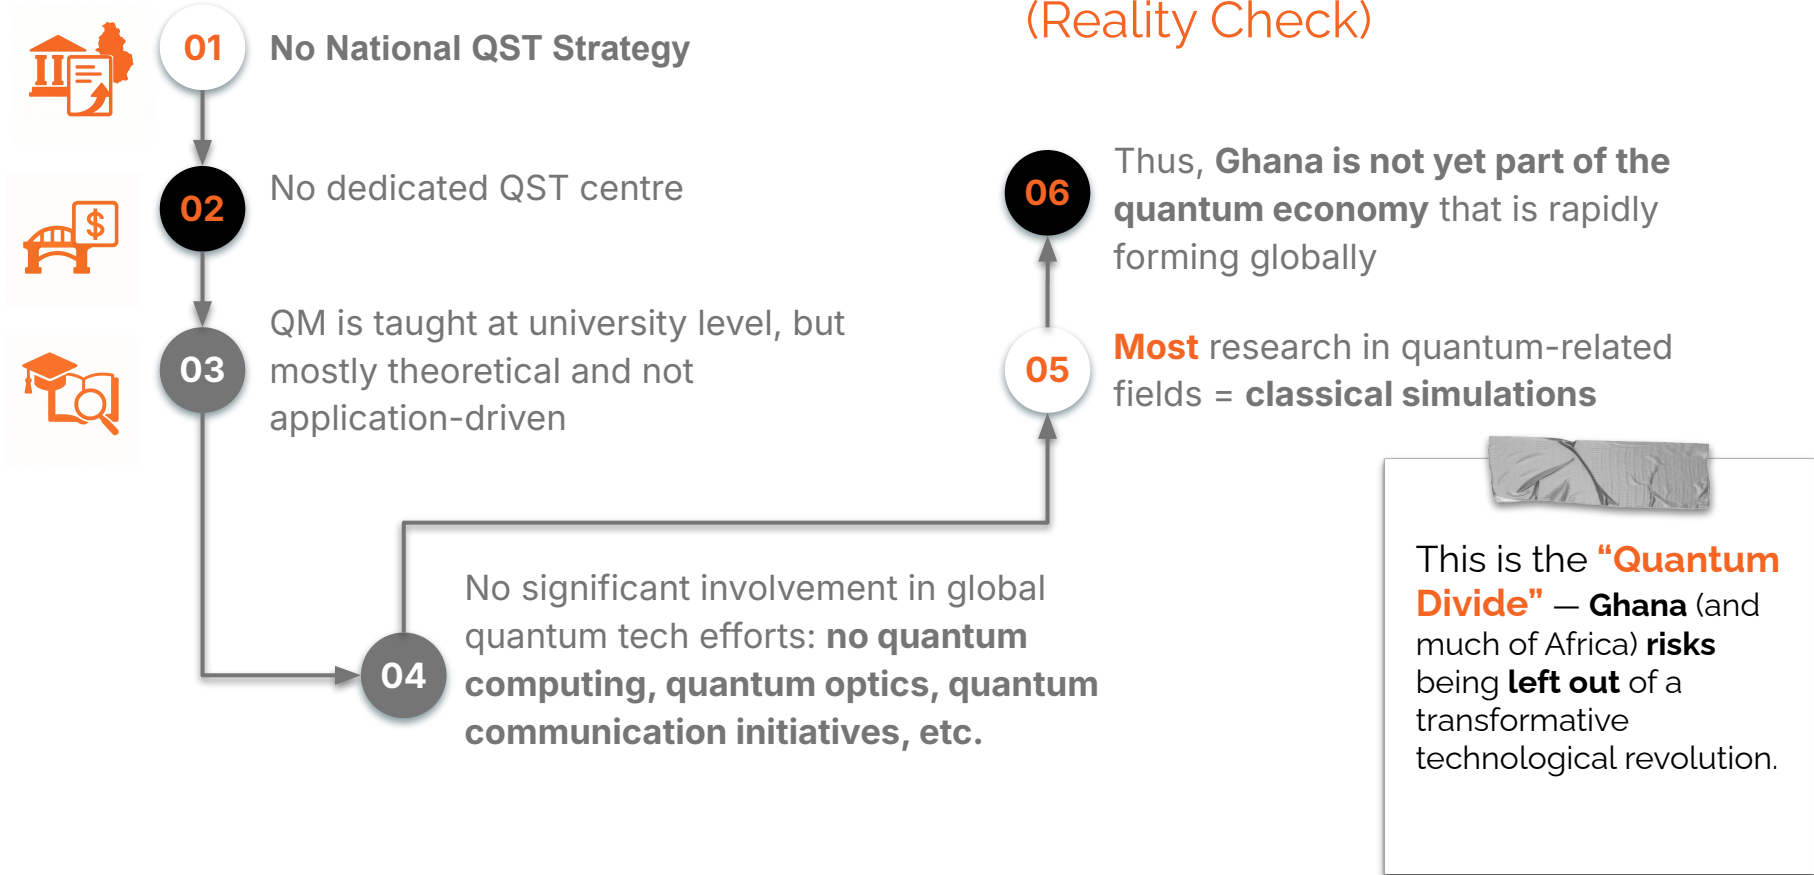 (Reality Check)
01
No National QST Strategy
02
No dedicated QST centre
03
QM is taught at university level, but
mostly theoretical and not
application-driven
04
No significant involvement in global
quantum tech efforts: no quantum
computing, quantum optics, quantum
communication initiatives, etc.
05
Most research in quantum-related
fields = classical simulations
06
Thus, Ghana is not yet part of the
quantum economy that is rapidly
forming globally
This is the “Quantum
Divide” — Ghana (and
much of Africa) risks
being left out of a
transformative
technological revolution.
$